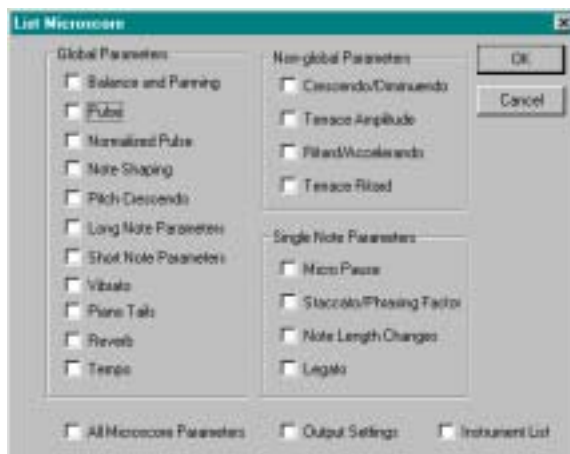 List Microscore
Global Parameters
Balance and Panning
Pulse
Normalized Pulse
Note Shaping
Pitch Crescendo
Long Note Parameters
Short Note Parameters
Vibrato
Piano Tails
Reverb
Tempo
Non-global Parameters
Crescendo/Diminuendo
Terrace Amplitude
Ritard/Accelerando
Terrace Ritard
Single Note Parameters
Micro Pause
Staccato/Phrasing Factor
Note Length Changes
Legato
OK
Cancel
All Microscore Parameters
Output Settings
Instrument List